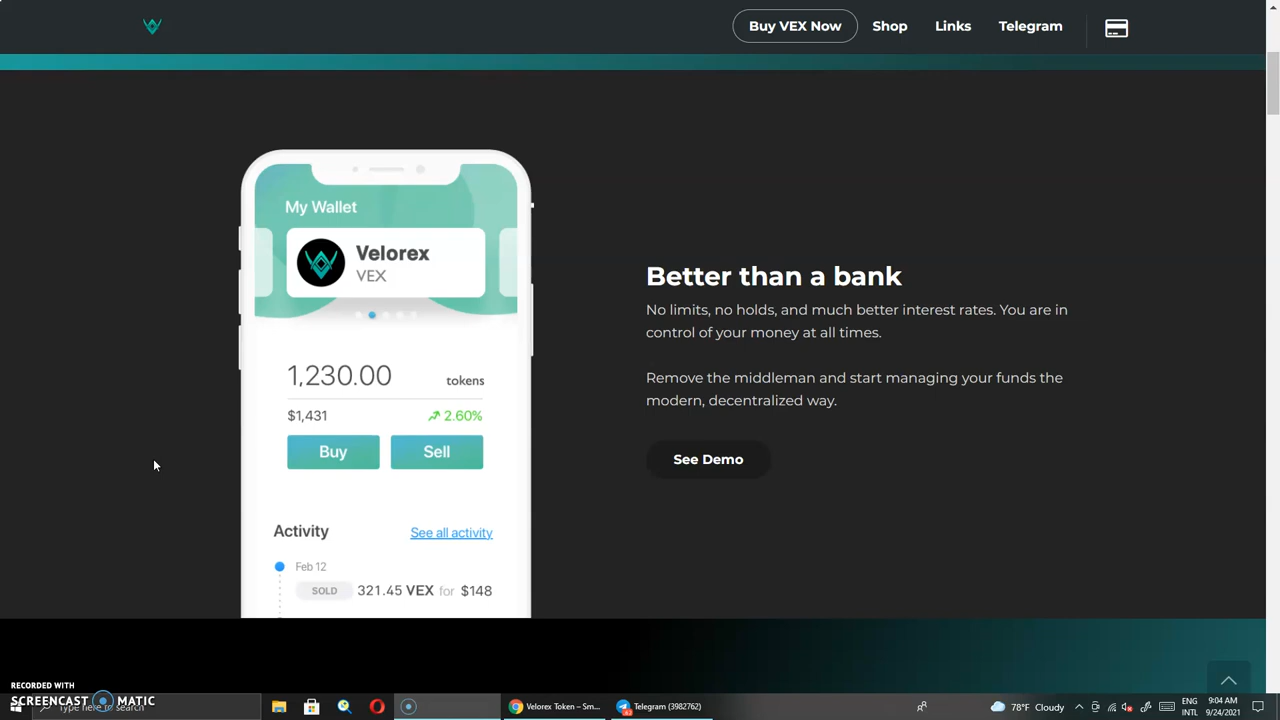 Buy VEX Now
Shop
Links
Telegram
My Wallet
Velorex
VEX
1,230.00
tokens
$1,431
2.60%
Buy
Sell
Activity
See all activity
Feb 12
SOLD
321.45 VEX for $148
Better than a bank
No limits, no holds, and much better interest rates. You are in
control of your money at all times.
Remove the middleman and start managing your funds the
modern, decentralized way.
See Demo
RECORDED WITH
SCREENCAST MATIC
Type here to search
Velorex Token – Sm...
Telegram (3982762)
78°F Cloudy
ENG
INTL
9:04 AM
9/24/2021